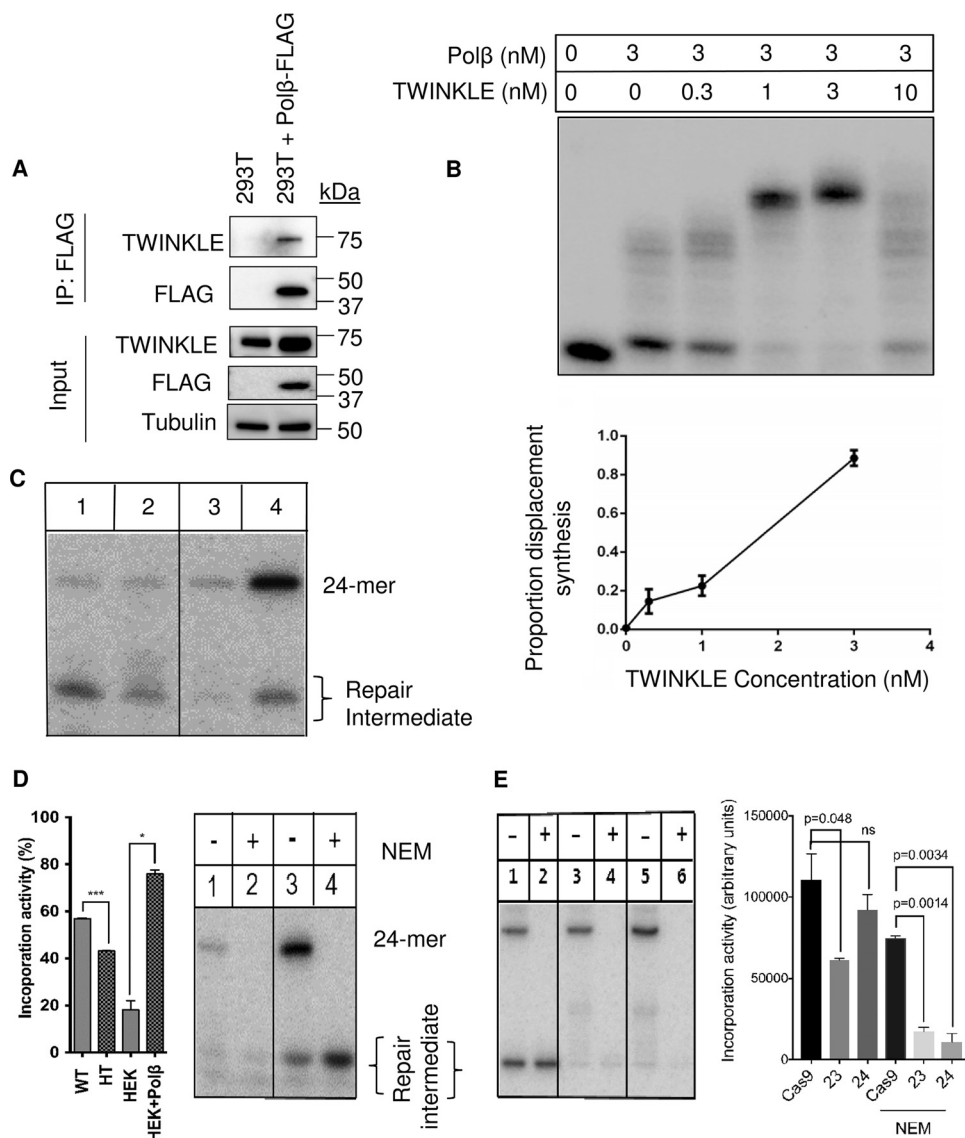 A
293T
293T + Polβ-FLAG
kDa
IP: FLAG
TWINKLE
75
FLAG
50
37
Input
TWINKLE
75
FLAG
50
37
Tubulin
50
B
Polβ (nM) 0 3 3 3 3 3
TWINKLE (nM) 0 0 0.3 1 3 10
Proportion displacement
synthesis
1.0
0.8
0.6
0.4
0.2
0.0
0 1 2 3 4
TWINKLE Concentration (nM)
C
1 2 3 4
24-mer
Repair
Intermediate
D
Incoporation activity (%)
100
80
60
40
20
0
***
*
WT
HT
HEK
HEK+Polβ
- + - + NEM
1 2 3 4
24-mer
Repair
intermediate
E
– + – + – +
1 2 3 4 5 6
Incorporation activity (arbitrary units)
150000
100000
50000
0
p=0.048
ns
p=0.0034
p=0.0014
Cas9
23
24
Cas9
23
24
NEM